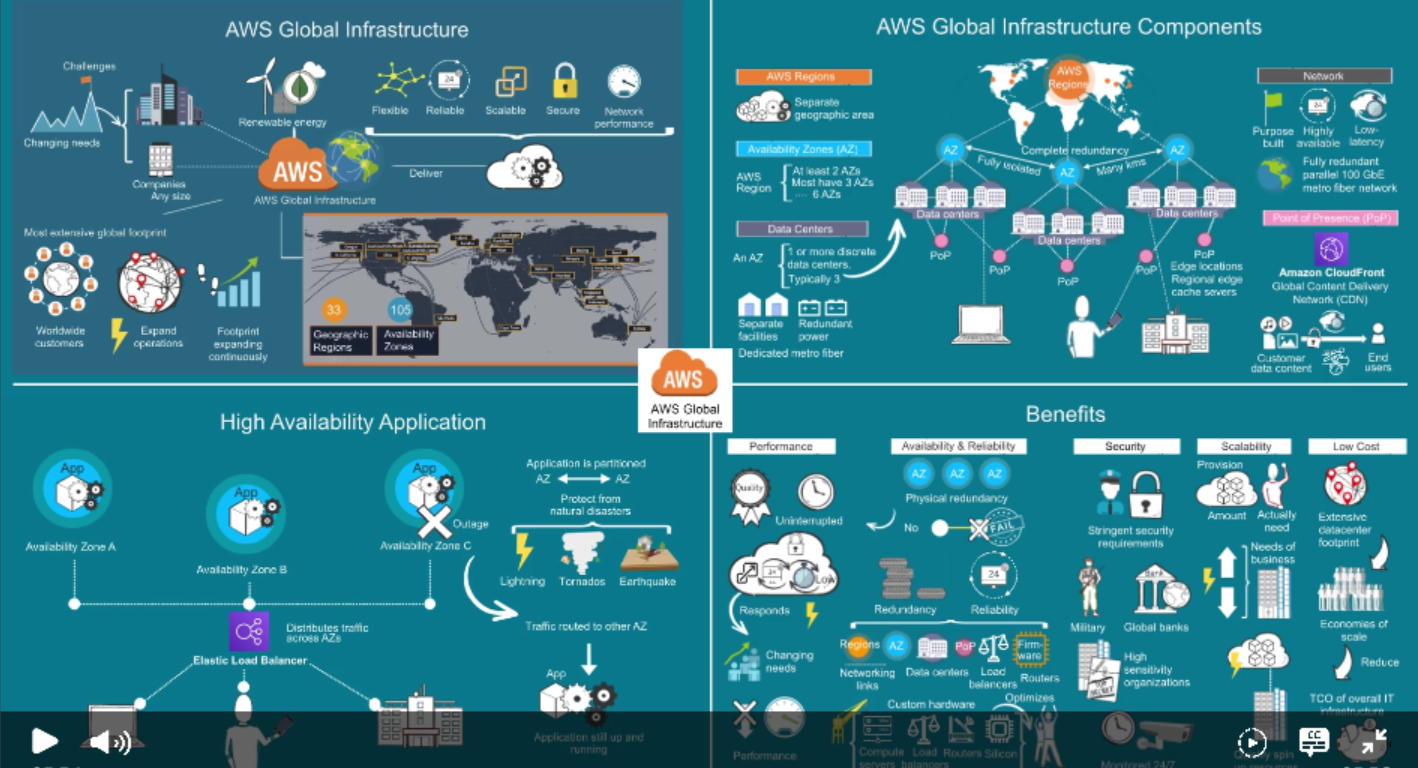 AWS Global Infrastructure
Challenges
Changing needs
Companies
Any size
Renewable energy
Flexible
Reliable
Scalable
Secure
Network
performance
24
AWS
AWS Global Infrastructure
Deliver
Most extensive global footprint
Worldwide
customers
Expand
operations
Footprint
expanding
continuously
33
Geographic
Regions
105
Availability
Zones
AWS Global Infrastructure Components
AWS Regions
Separate
geographic area
Availability Zones (AZ)
AWS
Region
At least 2 AZs
Most have 3 AZs
.... 6 AZs
Data Centers
An AZ
1 or more discrete
data centers,
Typically 3
Separate
facilities
Redundant
power
Dedicated metro fiber
AWS
Regions
AZ
Complete redundancy
AZ
Fully isolated
AZ
Many kms
Data centers
Data centers
Data centers
PoP
PoP
PoP
PoP
PoP
Edge locations
Regional edge
cache severs
Network
24
Purpose
built
Highly
available
Low-
latency
Fully redundant
parallel 100 GbE
metro fiber network
Point of Presence (PoP)
Amazon CloudFront
Global Content Delivery
Network (CDN)
Customer
data content
End
users
AWS
AWS Global
Infrastructure
High Availability Application
App
Availability Zone A
App
Availability Zone B
App
Outage
Availability Zone C
Application is partitioned
AZ
AZ
Protect from
natural disasters
Lightning
Tornados
Earthquake
Distributes traffic
across AZs
Elastic Load Balancer
Traffic routed to other AZ
App
Application still up and
running
Benefits
Performance
Quality
Uninterrupted
24
Low
Responds
Changing
needs
Performance
Availability & Reliability
AZ
AZ
AZ
Physical redundancy
No
FAIL
24
Redundancy
Reliability
Regions
AZ
PoP
Firm-
ware
Networking
links
Data centers
Load
balancers
Routers
Custom hardware
Optimizes
Compute
servers
Load
balancers
Routers
Silicon
Security
Stringent security
requirements
Bank
Military
Global banks
TOP SECRET
High
sensitivity
organizations
Monitored 24/7
Scalability
Provision
Amount
Actually
need
Needs of
business
Low Cost
Extensive
datacenter
footprint
Economies of
scale
Reduce
TCO of overall IT
infrastructure
CC